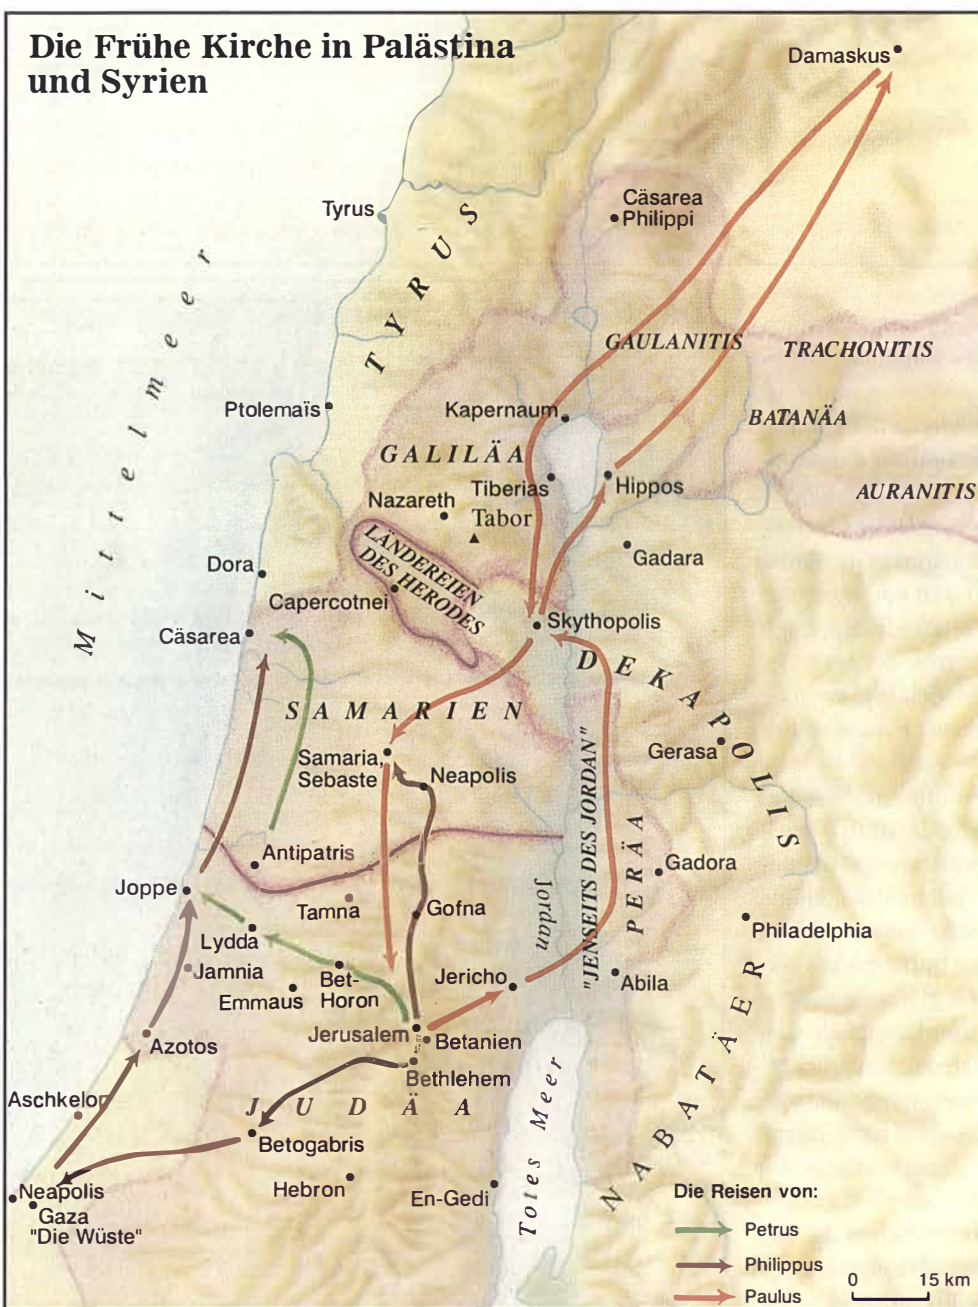 Die Frühe Kirche in Palästina
und Syrien
Damaskus
Cäsarea
Philippi
Tyrus
TYRUS
Mittelmeer
GAULANITIS
TRACHONITIS
Ptolemaïs
Kapernaum
BATANÄA
GALILÄA
Tiberias
Hippos
AURANITIS
Nazareth
Tabor
LÄNDEREIEN
DES HERODES
Gadara
Dora
Capercotnei
Cäsarea
Skythopolis
DEKAPOLIS
SAMARIEN
Samaria,
Sebaste
Neapolis
Gerasa
"JENSEITS DES JORDAN"
PERÄA
Antipatris
Gadora
Joppe
Tamna
Gofna
Jordan
Philadelphia
Lydda
Jamnia
Bet-
Horon
Emmaus
Jericho
Abila
Jerusalem
Betanien
Azotos
Bethlehem
NABATÄER
Aschkelon
JUDÄA
Totes Meer
Betogabris
Hebron
En-Gedi
Neapolis
Gaza
"Die Wüste"
Die Reisen von:
Petrus
Philippus
Paulus
0 15 km